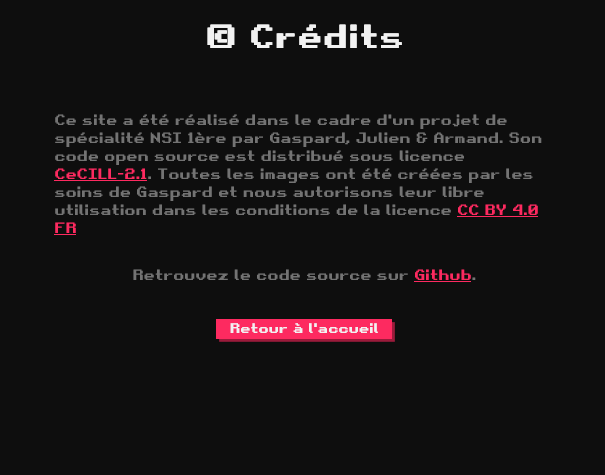 © Crédits
Ce site a été réalisé dans le cadre d'un projet de
spécialité NSI 1ère par Gaspard, Julien & Armand. Son
code open source est distribué sous licence
CeCILL-2.1. Toutes les images ont été créées par les
soins de Gaspard et nous autorisons leur libre
utilisation dans les conditions de la licence CC BY 4.0
FR
Retrouvez le code source sur Github.
Retour à l'accueil